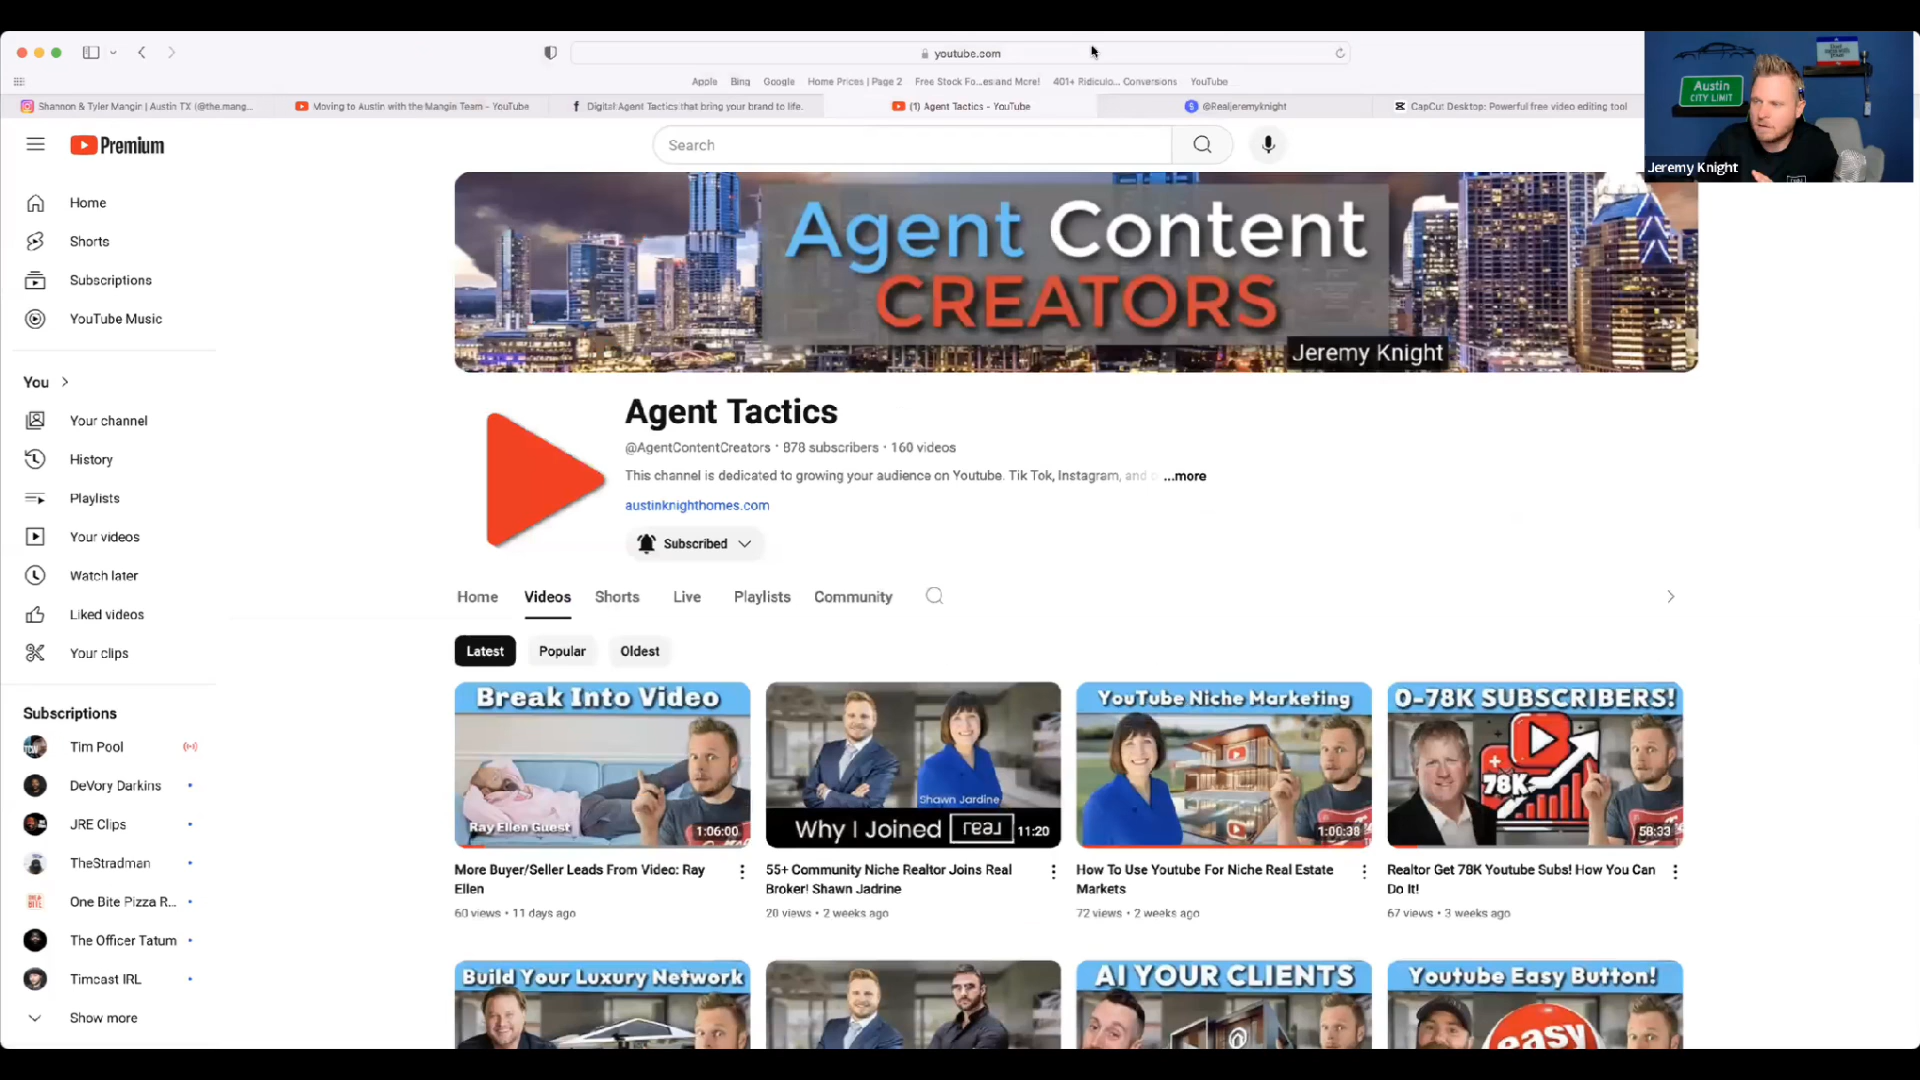 youtube.com
Apple Bing Google Home Prices | Page 2 Free Stock Fo...es and More! 401+ Ridiculo... Conversions YouTube
Shannon & Tyler Mangin | Austin TX (@the.mang...
Moving to Austin with the Mangin Team - YouTube
Digital Agent Tactics that bring your brand to life.
(1) Agent Tactics - YouTube
@Realjeremyknight
CapCut Desktop: Powerful free video editing tool
Austin
CITY LIMIT
Jeremy Knight
Premium
Search
Home
Shorts
Subscriptions
YouTube Music
You
Your channel
History
Playlists
Your videos
Watch later
Liked videos
Your clips
Subscriptions
Tim Pool
DeVory Darkins
JRE Clips
TheStradman
One Bite Pizza R...
The Officer Tatum
Timcast IRL
Show more
Agent Content
CREATORS
Jeremy Knight
Agent Tactics
@AgentContentCreators · 878 subscribers · 160 videos
This channel is dedicated to growing your audience on Youtube. Tik Tok, Instagram, and o ...more
austinknighthomes.com
Subscribed
Home Videos Shorts Live Playlists Community
Latest Popular Oldest
Break Into Video
Ray Ellen Guest
1:06:00
More Buyer/Seller Leads From Video: Ray
Ellen
60 views · 11 days ago
Shawn Jardine
Why I Joined real
11:20
55+ Community Niche Realtor Joins Real
Broker! Shawn Jadrine
20 views · 2 weeks ago
YouTube Niche Marketing
1:00:38
How To Use Youtube For Niche Real Estate
Markets
72 views · 2 weeks ago
0-78K SUBSCRIBERS!
+
78K
58:33
Realtor Get 78K Youtube Subs! How You Can
Do It!
67 views · 3 weeks ago
Build Your Luxury Network
AI YOUR CLIENTS
Youtube Easy Button!
easy